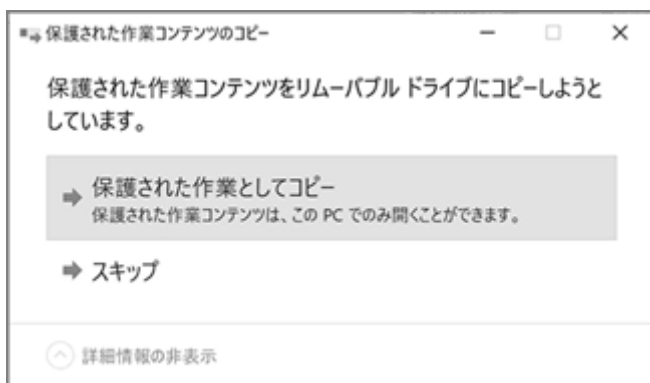 保護された作業コンテンツのコピー
保護された作業コンテンツをリムーバブル ドライブにコピーしようと
しています。
保護された作業としてコピー
保護された作業コンテンツは、この PC でのみ開くことができます。
スキップ
詳細情報の非表示